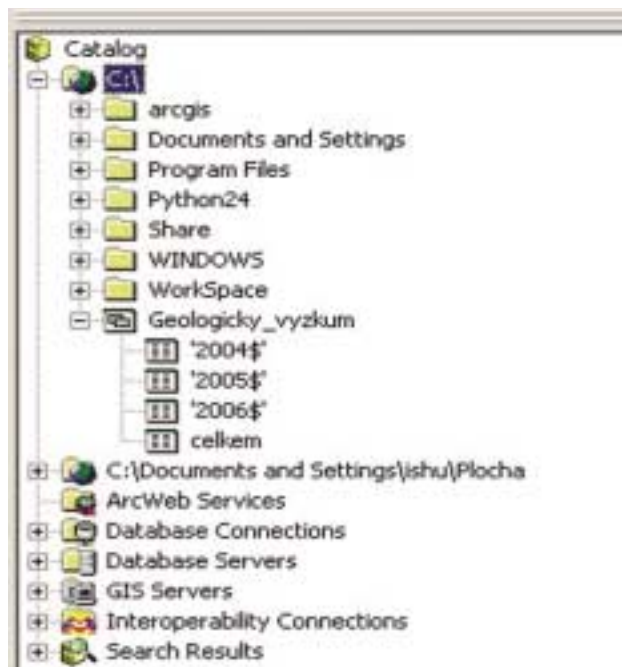 Catalog
C:\
arcgis
Documents and Settings
Program Files
Python24
Share
WINDOWS
WorkSpace
Geologicky_vyzkum
'2004$'
'2005$'
'2006$'
celkem
C:\Documents and Settings\ishu\Plocha
ArcWeb Services
Database Connections
Database Servers
GIS Servers
Interoperability Connections
Search Results